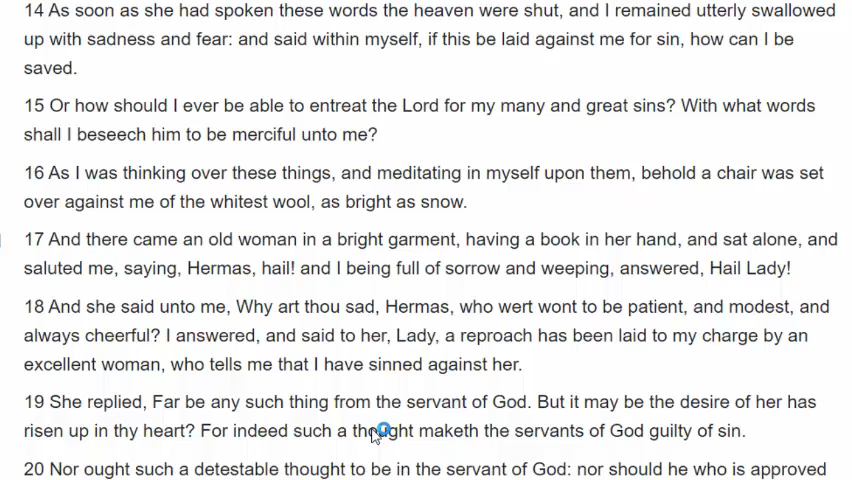 14 As soon as she had spoken these words the heaven were shut, and I remained utterly swallowed
up with sadness and fear: and said within myself, if this be laid against me for sin, how can I be
saved.
15 Or how should I ever be able to entreat the Lord for my many and great sins? With what words
shall I beseech him to be merciful unto me?
16 As I was thinking over these things, and meditating in myself upon them, behold a chair was set
over against me of the whitest wool, as bright as snow.
17 And there came an old woman in a bright garment, having a book in her hand, and sat alone, and
saluted me, saying, Hermas, hail! and I being full of sorrow and weeping, answered, Hail Lady!
18 And she said unto me, Why art thou sad, Hermas, who wert wont to be patient, and modest, and
always cheerful? I answered, and said to her, Lady, a reproach has been laid to my charge by an
excellent woman, who tells me that I have sinned against her.
19 She replied, Far be any such thing from the servant of God. But it may be the desire of her has
risen up in thy heart? For indeed such a thought maketh the servants of God guilty of sin.
20 Nor ought such a detestable thought to be in the servant of God: nor should he who is approved